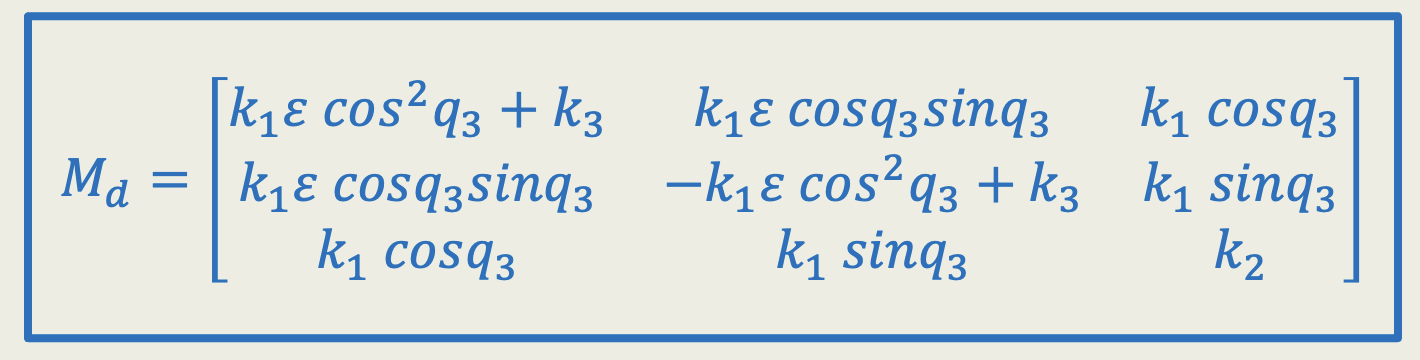 k₁ε cos²q₃ + k₃ k₁ε cosq₃sinq₃ k₁ cosq₃
M_d = k₁ε cosq₃sinq₃ −k₁ε cos²q₃ + k₃ k₁ sinq₃
k₁ cosq₃ k₁ sinq₃ k₂